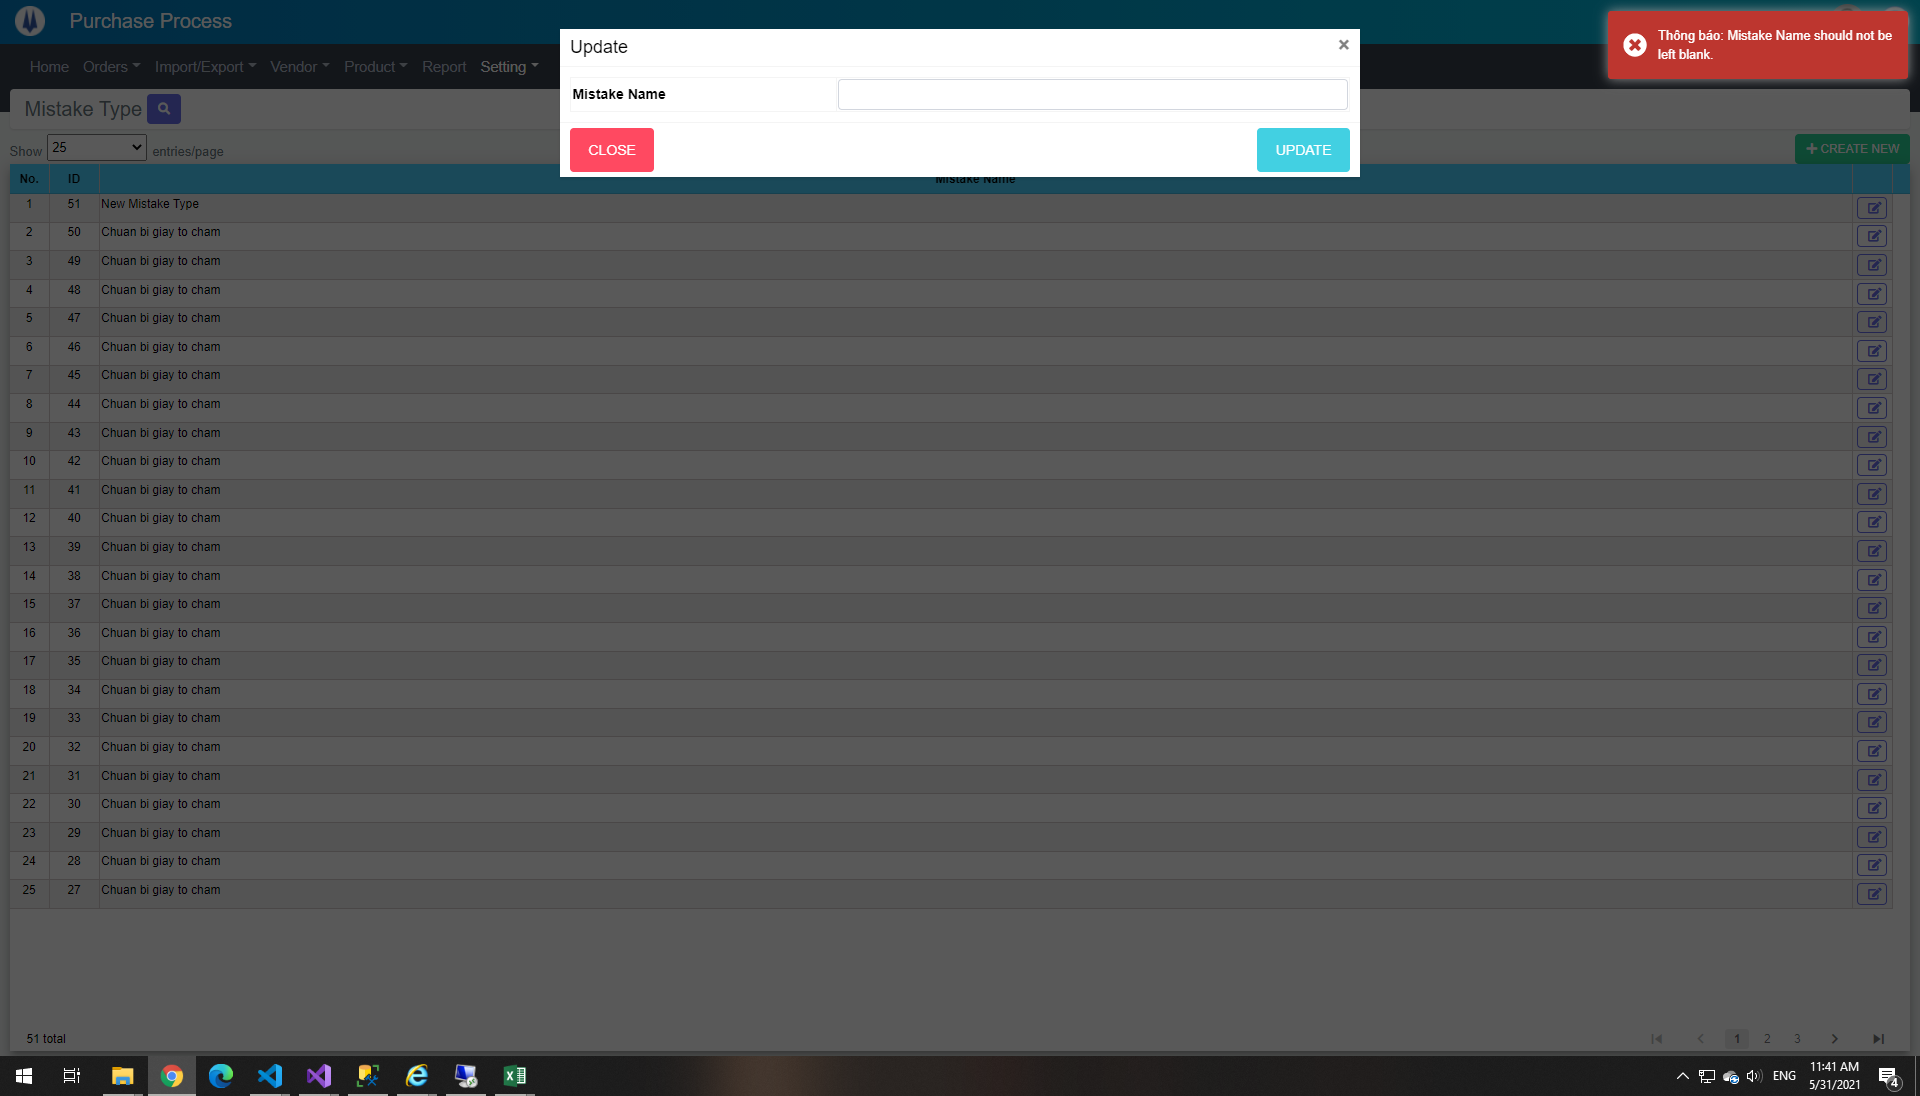 Purchase Process
Home Orders Import/Export Vendor Product Report Setting
Thông báo: Mistake Name should not be
left blank.
Update ×
Mistake Name
CLOSE UPDATE
Mistake Type
Show 25 entries/page
+ CREATE NEW
No. ID Mistake Name
1 51 New Mistake Type
2 50 Chuan bi giay to cham
3 49 Chuan bi giay to cham
4 48 Chuan bi giay to cham
5 47 Chuan bi giay to cham
6 46 Chuan bi giay to cham
7 45 Chuan bi giay to cham
8 44 Chuan bi giay to cham
9 43 Chuan bi giay to cham
10 42 Chuan bi giay to cham
11 41 Chuan bi giay to cham
12 40 Chuan bi giay to cham
13 39 Chuan bi giay to cham
14 38 Chuan bi giay to cham
15 37 Chuan bi giay to cham
16 36 Chuan bi giay to cham
17 35 Chuan bi giay to cham
18 34 Chuan bi giay to cham
19 33 Chuan bi giay to cham
20 32 Chuan bi giay to cham
21 31 Chuan bi giay to cham
22 30 Chuan bi giay to cham
23 29 Chuan bi giay to cham
24 28 Chuan bi giay to cham
25 27 Chuan bi giay to cham
51 total
1 2 3
ENG
11:41 AM
5/31/2021
4